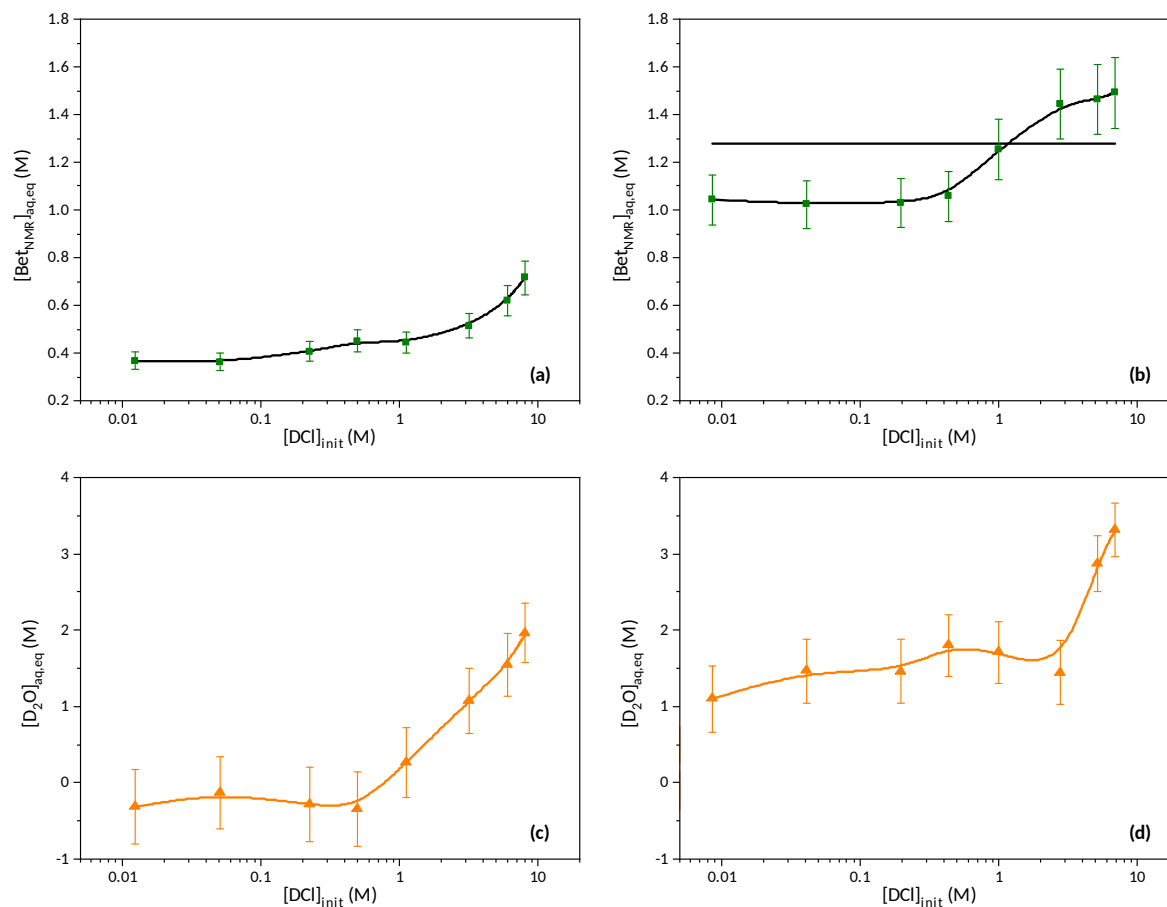 1.8
1.6
1.4
1.2
1.0
0.8
0.6
0.4
0.2
[Bet_NMR]_aq,eq (M)
0.01 0.1 1 10
[DCl]_init (M)
(a)
1.8
1.6
1.4
1.2
1.0
0.8
0.6
0.4
0.2
[Bet_NMR]_aq,eq (M)
0.01 0.1 1 10
[DCl]_init (M)
(b)
4
3
2
1
0
-1
[D₂O]_aq,eq (M)
0.01 0.1 1 10
[DCl]_init (M)
(c)
4
3
2
1
0
-1
[D₂O]_aq,eq (M)
0.01 0.1 1 10
[DCl]_init (M)
(d)